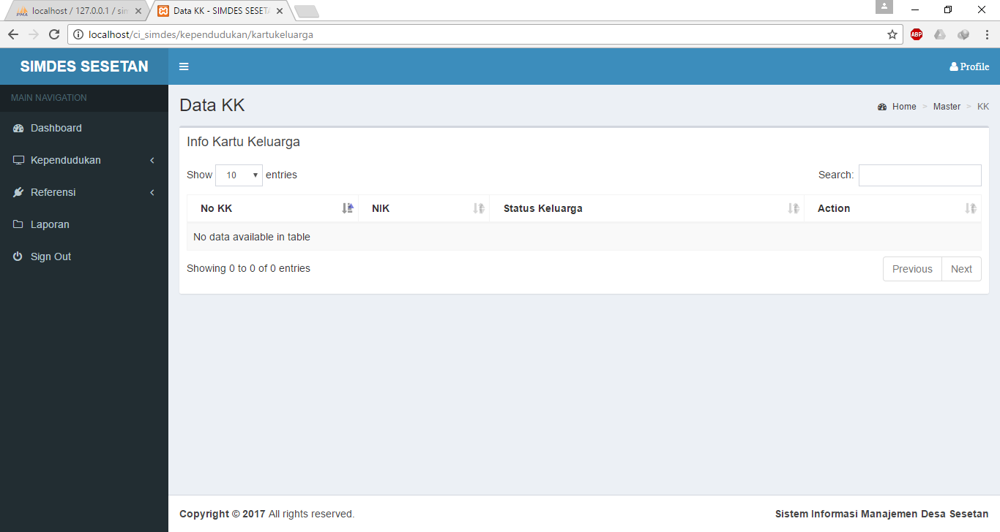 PMA localhost / 127.0.0.1 / sim
Data KK - SIMDES SESETA
localhost/ci_simdes/kependudukan/kartukeluarga
ABP
SIMDES SESETAN
Profile
MAIN NAVIGATION
Dashboard
Kependudukan
Referensi
Laporan
Sign Out
Data KK
Home > Master > KK
Info Kartu Keluarga
Show 10 entries
Search:
No KK NIK Status Keluarga Action
No data available in table
Showing 0 to 0 of 0 entries
Previous Next
Copyright © 2017 All rights reserved.
Sistem Informasi Manajemen Desa Sesetan